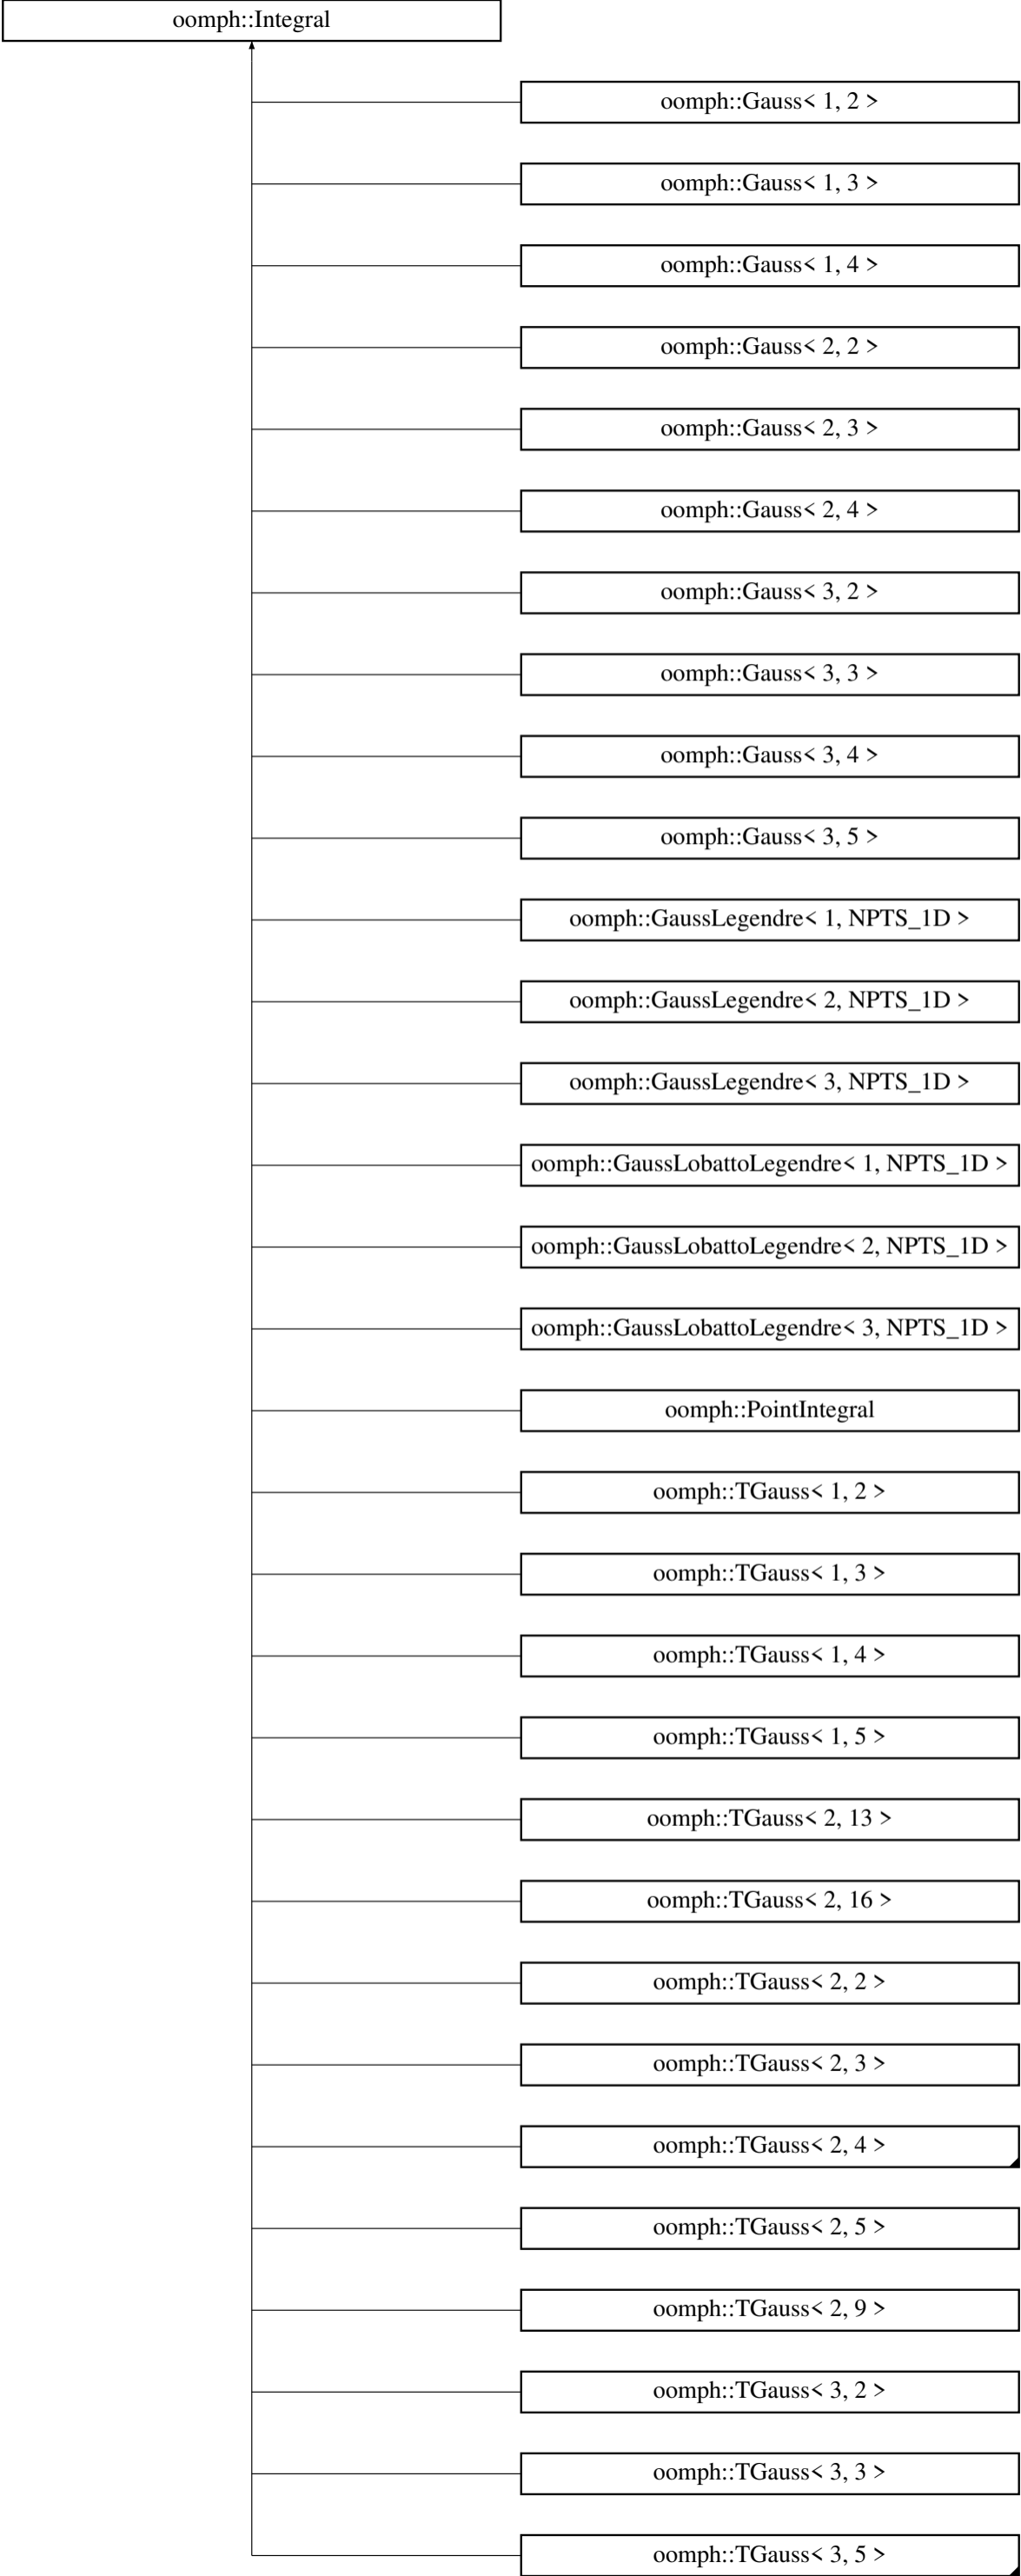 oomph::Integral
oomph::Gauss< 1, 2 >
oomph::Gauss< 1, 3 >
oomph::Gauss< 1, 4 >
oomph::Gauss< 2, 2 >
oomph::Gauss< 2, 3 >
oomph::Gauss< 2, 4 >
oomph::Gauss< 3, 2 >
oomph::Gauss< 3, 3 >
oomph::Gauss< 3, 4 >
oomph::Gauss< 3, 5 >
oomph::GaussLegendre< 1, NPTS_1D >
oomph::GaussLegendre< 2, NPTS_1D >
oomph::GaussLegendre< 3, NPTS_1D >
oomph::GaussLobattoLegendre< 1, NPTS_1D >
oomph::GaussLobattoLegendre< 2, NPTS_1D >
oomph::GaussLobattoLegendre< 3, NPTS_1D >
oomph::PointIntegral
oomph::TGauss< 1, 2 >
oomph::TGauss< 1, 3 >
oomph::TGauss< 1, 4 >
oomph::TGauss< 1, 5 >
oomph::TGauss< 2, 13 >
oomph::TGauss< 2, 16 >
oomph::TGauss< 2, 2 >
oomph::TGauss< 2, 3 >
oomph::TGauss< 2, 4 >
oomph::TGauss< 2, 5 >
oomph::TGauss< 2, 9 >
oomph::TGauss< 3, 2 >
oomph::TGauss< 3, 3 >
oomph::TGauss< 3, 5 >